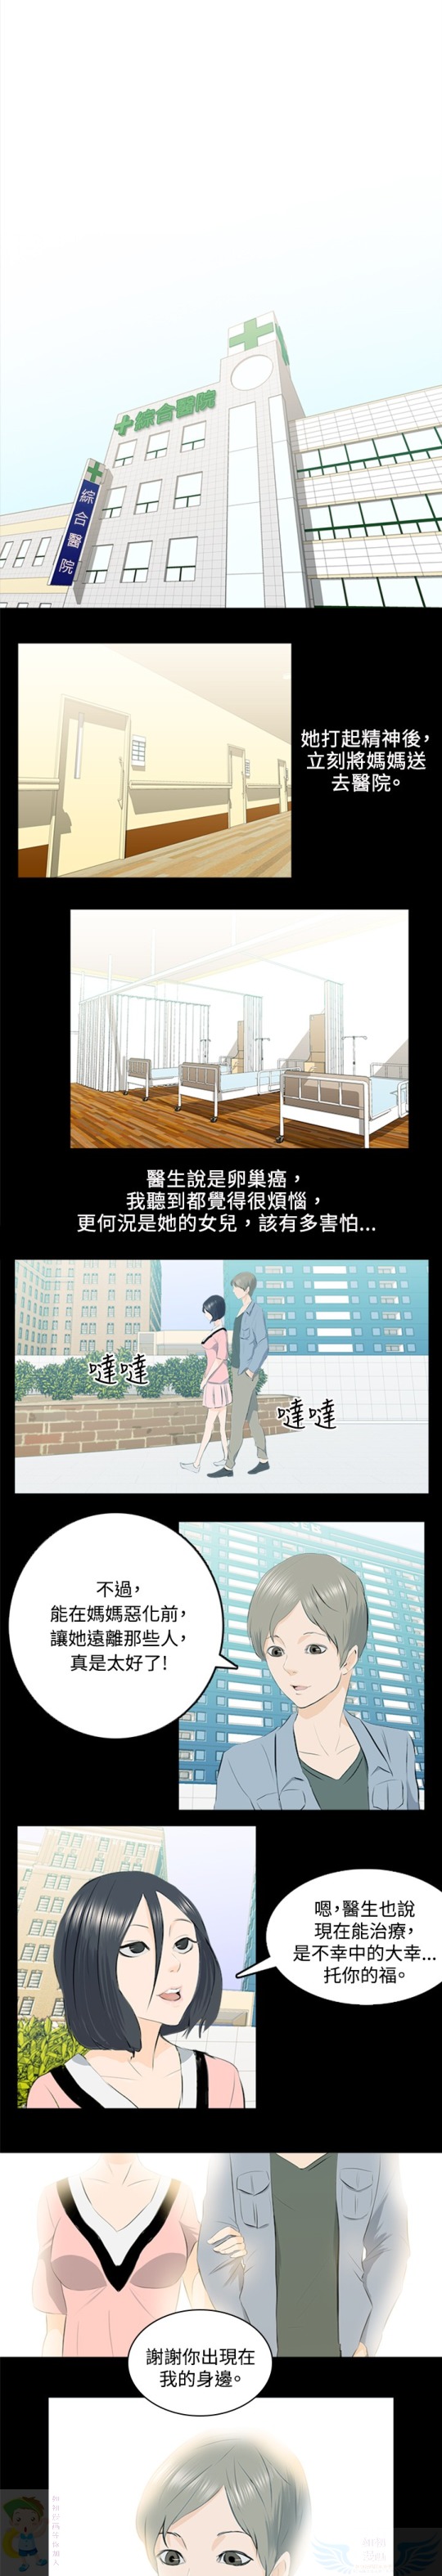 綜合醫院
綜合醫院
她打起精神後，
立刻將媽媽送
去醫院。
醫生說是卵巢癌，
我聽到都覺得很煩惱，
更何況是她的女兒，該有多害怕...
噠噠
噠噠
不過，
能在媽媽惡化前，
讓她遠離那些人，
真是太好了!
嗯，醫生也說
現在能治療，
是不幸中的大幸...
托你的福。
謝謝你出現在
我的身邊。